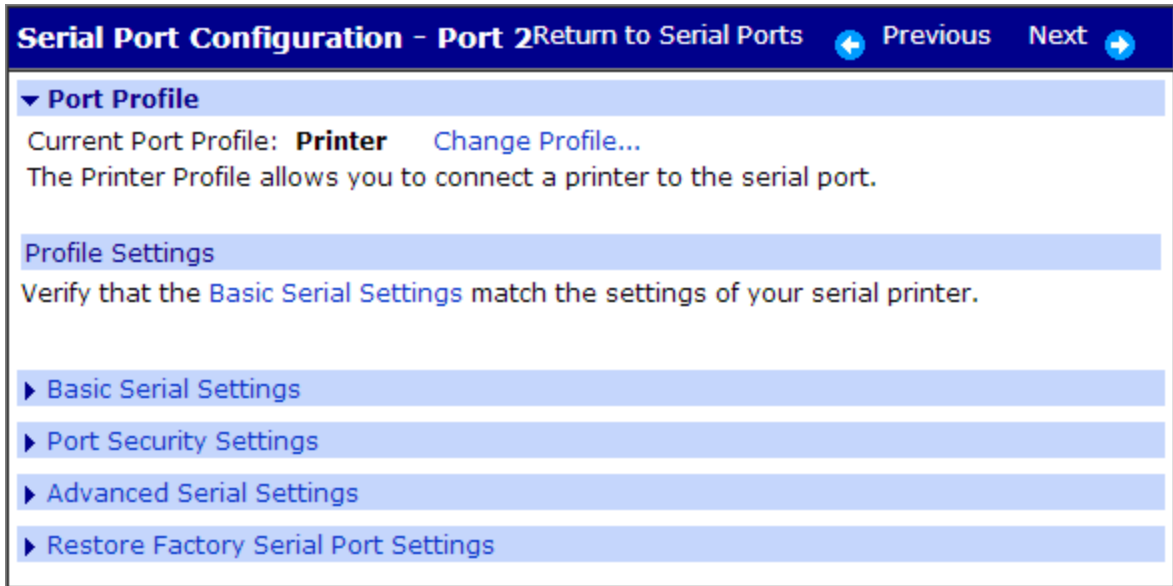 Serial Port Configuration - Port 2 Return to Serial Ports Previous Next
Port Profile
Current Port Profile: Printer Change Profile...
The Printer Profile allows you to connect a printer to the serial port.
Profile Settings
Verify that the Basic Serial Settings match the settings of your serial printer.
Basic Serial Settings
Port Security Settings
Advanced Serial Settings
Restore Factory Serial Port Settings